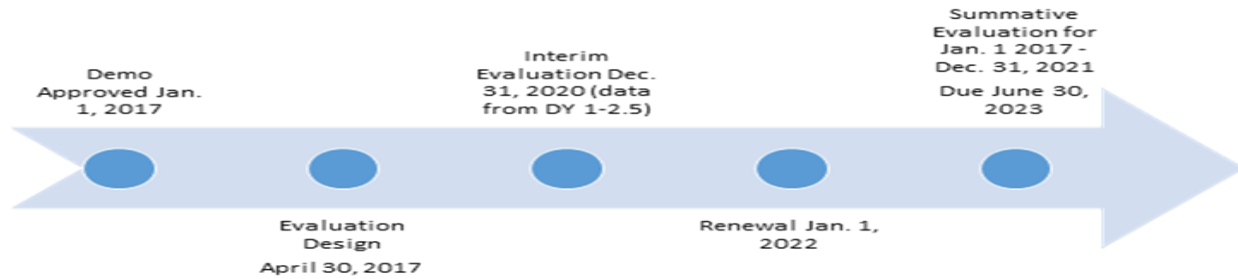 Demo
Approved Jan.
1, 2017
Evaluation
Design
April 30, 2017
Interim
Evaluation Dec.
31, 2020 (data
from DY 1-2.5)
Renewal Jan. 1,
2022
Summative
Evaluation for
Jan. 1 2017 -
Dec. 31, 2021
Due June 30,
2023